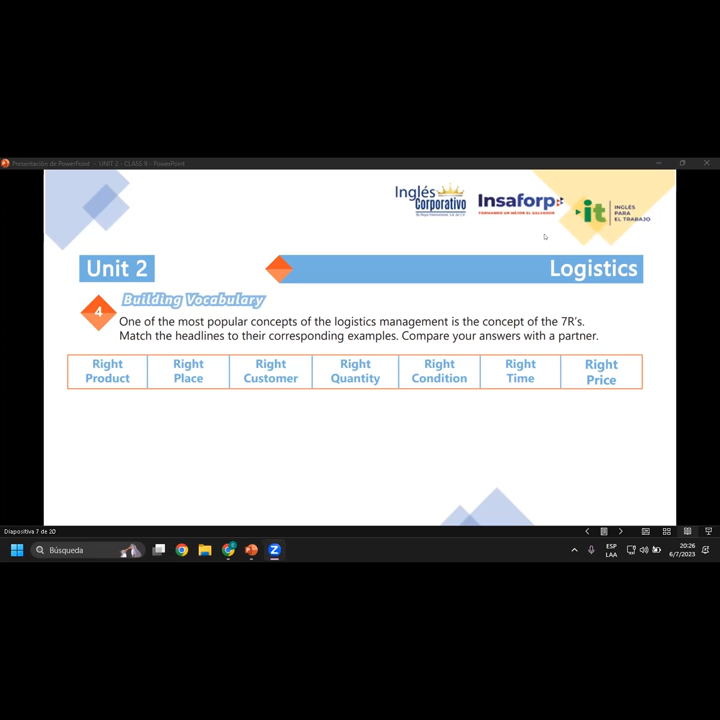 Presentación de PowerPoint - UNIT 2 - CLASS 9 - PowerPoint
Inglés
Corporativo
Insaforp
FORMANDO UN MEJOR EL SALVADOR
it
INGLÉS
PARA
EL TRABAJO
Unit 2
Logistics
4
Building Vocabulary
One of the most popular concepts of the logistics management is the concept of the 7R's.
Match the headlines to their corresponding examples. Compare your answers with a partner.
Right Right Right Right Right Right Right
Product Place Customer Quantity Condition Time Price
Diapositiva 7 de 20
Búsqueda
ESP
LAA
20:26
6/7/2023